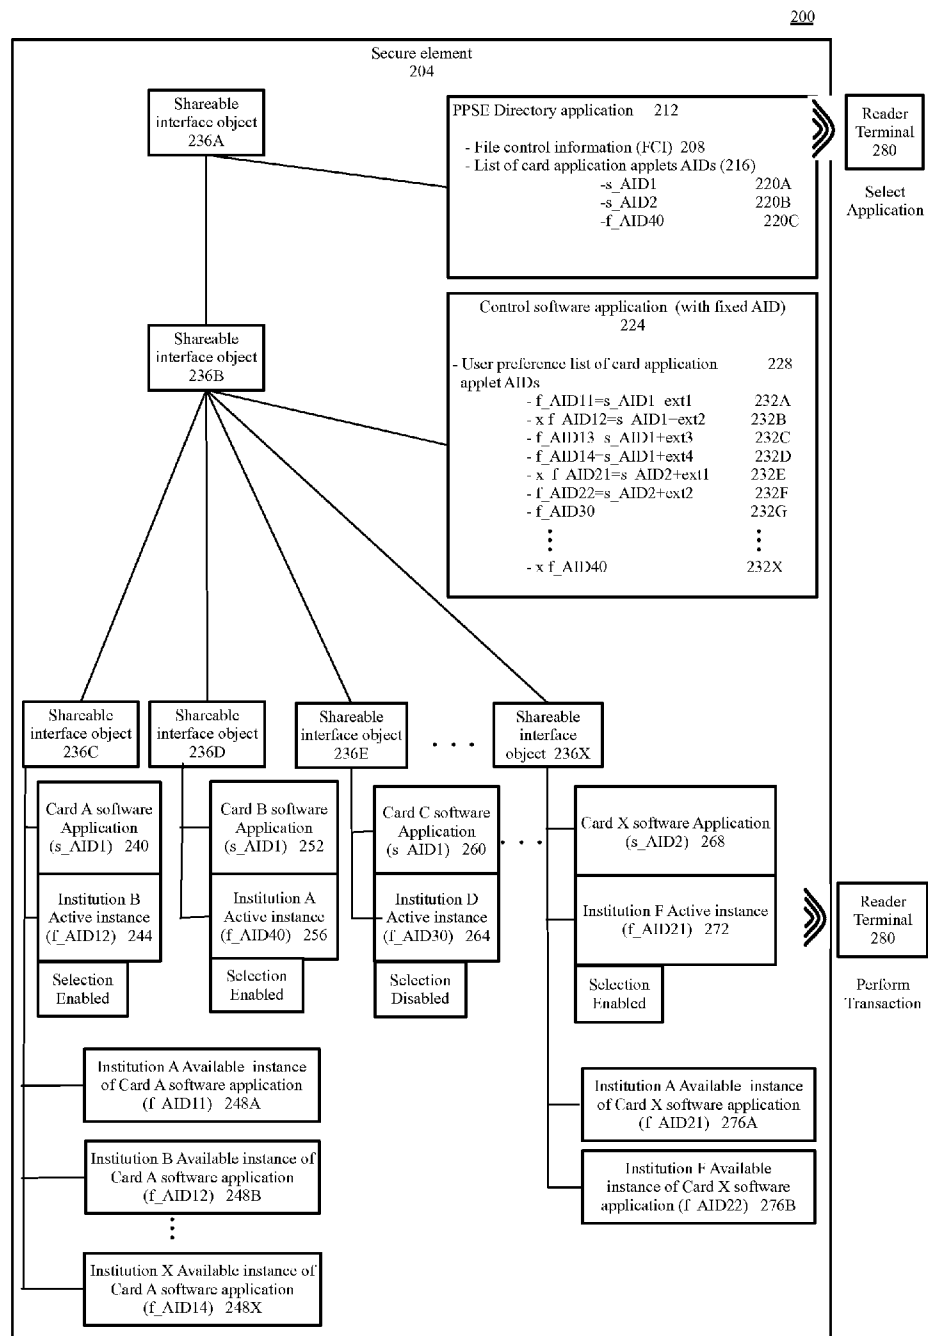 200
Secure element
204
Shareable
interface object
236A
PPSE Directory application 212
- File control information (FCI) 208
- List of card application applets AIDs (216)
-s_AID1 220A
-s_AID2 220B
-f_AID40 220C
Reader
Terminal
280
Select
Application
Shareable
interface object
236B
Control software application (with fixed AID)
224
- User preference list of card application 228
applet AIDs
- f_AID11=s_AID1 ext1 232A
- x f_AID12=s_AID1=ext2 232B
- f_AID13 s_AID1+ext3 232C
- f_AID14=s_AID1+ext4 232D
- x f_AID21=s_AID2+ext1 232E
- f_AID22=s_AID2+ext2 232F
- f_AID30 232G
- x f_AID40 232X
Shareable
interface object
236C
Shareable
interface object
236D
Shareable
interface object
236E
Shareable
interface
object 236X
Card A software
Application
(s_AID1) 240
Institution B
Active instance
(f_AID12) 244
Selection
Enabled
Card B software
Application
(s_AID1) 252
Institution A
Active instance
(f_AID40) 256
Selection
Enabled
Card C software
Application
(s_AID1) 260
Institution D
Active instance
(f_AID30) 264
Selection
Disabled
Card X software Application
(s_AID2) 268
Institution F Active instance
(f_AID21) 272
Selection
Enabled
Reader
Terminal
280
Perform
Transaction
Institution A Available instance
of Card A software application
(f_AID11) 248A
Institution B Available instance of
Card A software application
(f_AID12) 248B
Institution X Available instance of
Card A software application
(f_AID14) 248X
Institution A Available instance
of Card X software application
(f_AID21) 276A
Institution F Available
instance of Card X software
application (f_AID22) 276B